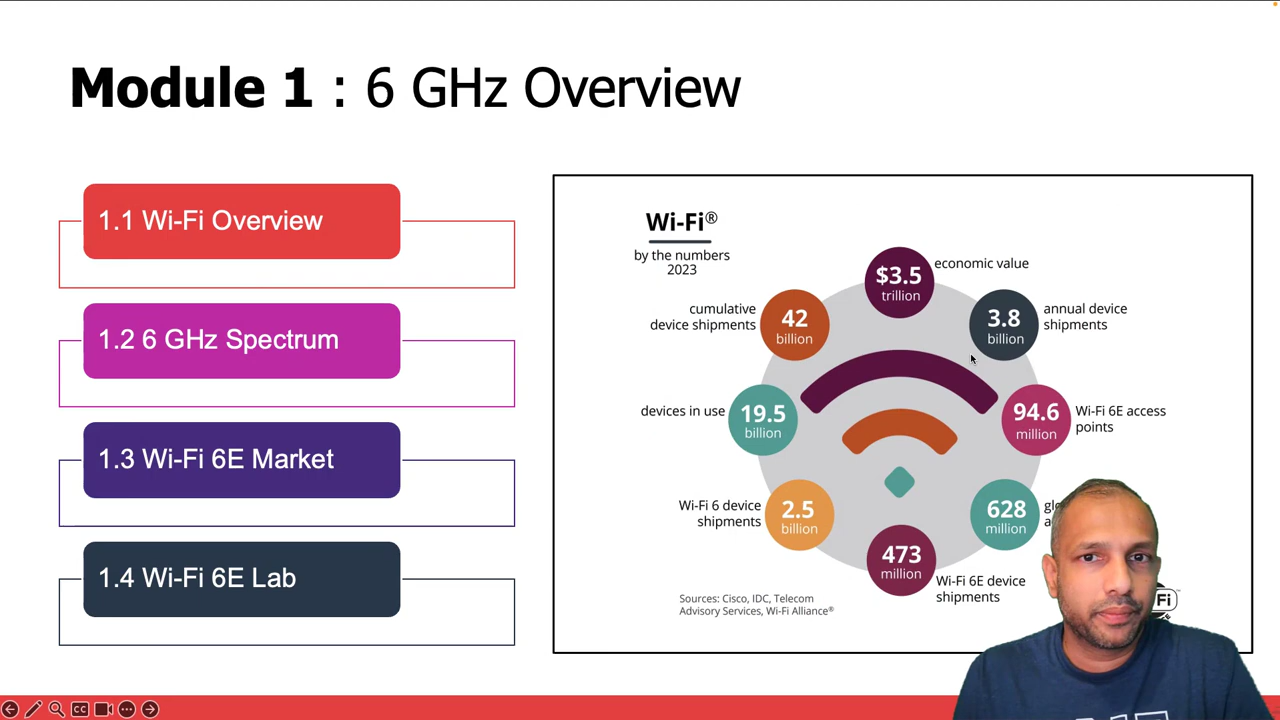 Module 1 : 6 GHz Overview
1.1 Wi-Fi Overview
1.2 6 GHz Spectrum
1.3 Wi-Fi 6E Market
1.4 Wi-Fi 6E Lab
Wi-Fi®
by the numbers
2023
$3.5
trillion
economic value
3.8
billion
annual device
shipments
94.6
million
Wi-Fi 6E access
points
628
million
473
million
Wi-Fi 6E device
shipments
2.5
billion
Wi-Fi 6 device
shipments
19.5
billion
devices in use
42
billion
cumulative
device shipments
Sources: Cisco, IDC, Telecom
Advisory Services, Wi-Fi Alliance®
Fi
CC